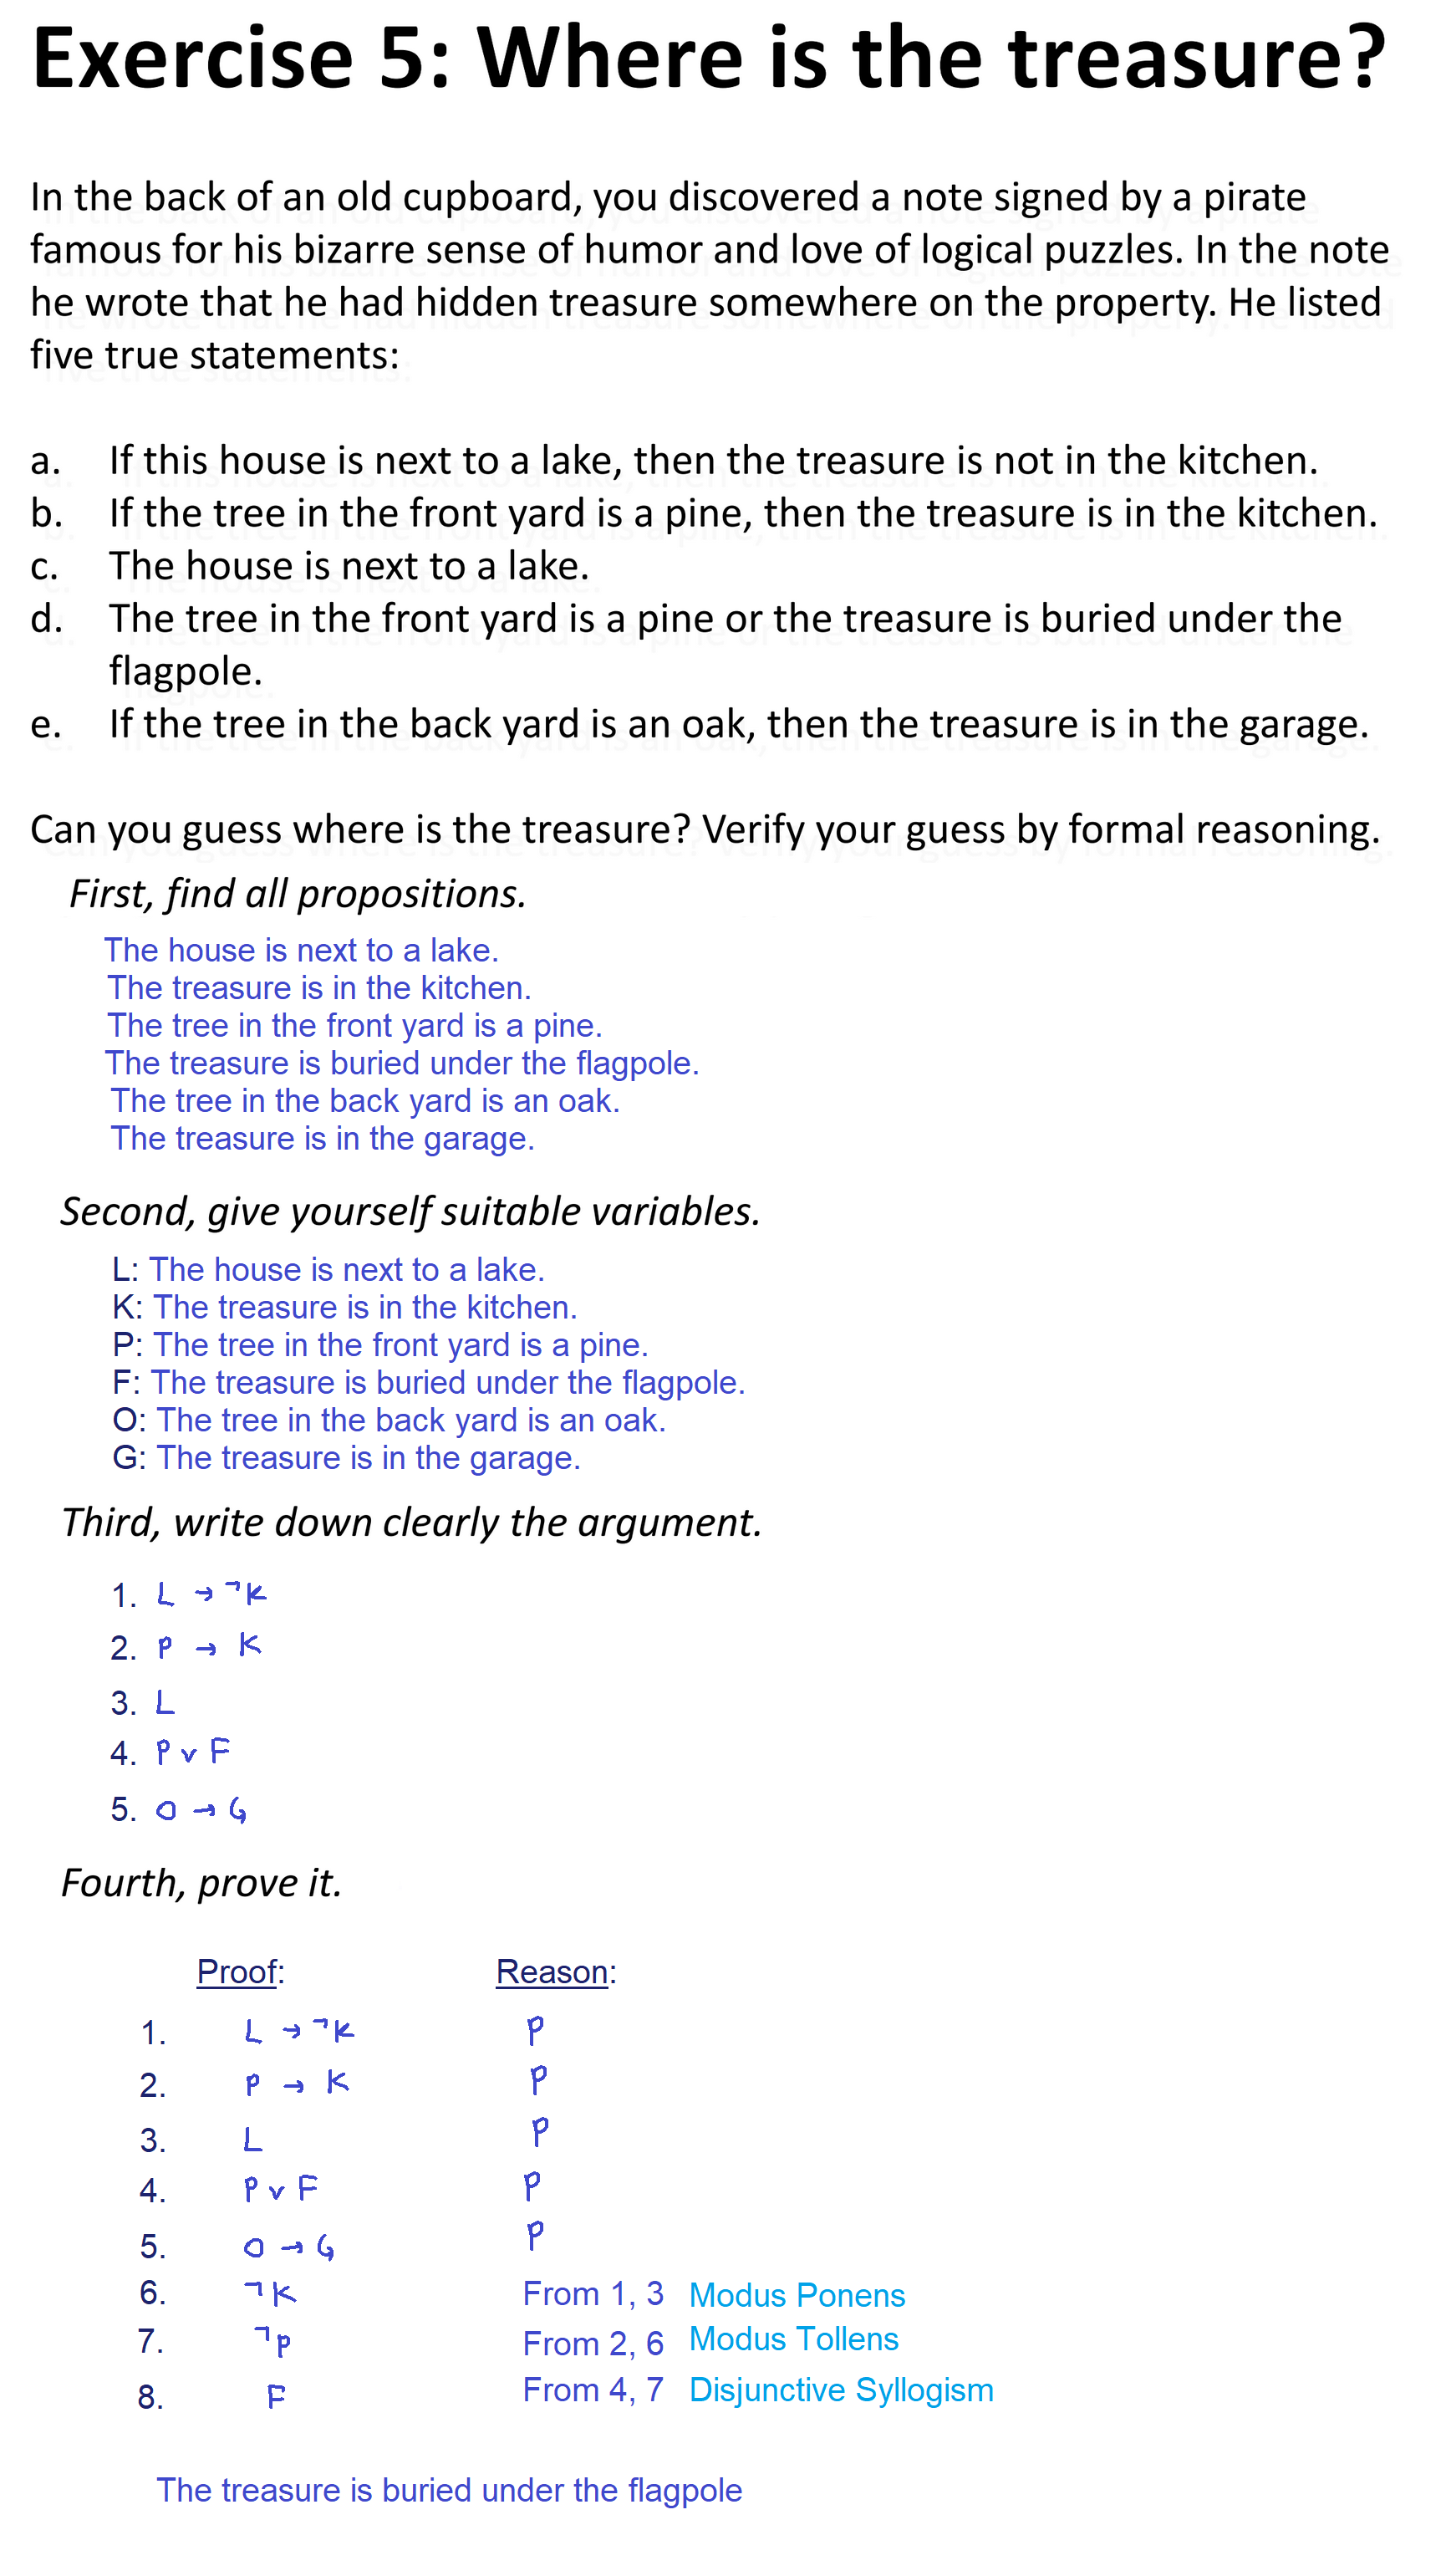 Exercise 5: Where is the treasure?
In the back of an old cupboard, you discovered a note signed by a pirate
famous for his bizarre sense of humor and love of logical puzzles. In the note
he wrote that he had hidden treasure somewhere on the property. He listed
five true statements:
a. If this house is next to a lake, then the treasure is not in the kitchen.
b. If the tree in the front yard is a pine, then the treasure is in the kitchen.
c. The house is next to a lake.
d. The tree in the front yard is a pine or the treasure is buried under the
flagpole.
e. If the tree in the back yard is an oak, then the treasure is in the garage.
Can you guess where is the treasure? Verify your guess by formal reasoning.
First, find all propositions.
The house is next to a lake.
The treasure is in the kitchen.
The tree in the front yard is a pine.
The treasure is buried under the flagpole.
The tree in the back yard is an oak.
The treasure is in the garage.
Second, give yourself suitable variables.
L: The house is next to a lake.
K: The treasure is in the kitchen.
P: The tree in the front yard is a pine.
F: The treasure is buried under the flagpole.
O: The tree in the back yard is an oak.
G: The treasure is in the garage.
Third, write down clearly the argument.
1. L → ¬K
2. P → K
3. L
4. P ∨ F
5. O → G
Fourth, prove it.
Proof: Reason:
1. L → ¬K P
2. P → K P
3. L P
4. P ∨ F P
5. O → G P
6. ¬K From 1, 3 Modus Ponens
7. ¬P From 2, 6 Modus Tollens
8. F From 4, 7 Disjunctive Syllogism
The treasure is buried under the flagpole